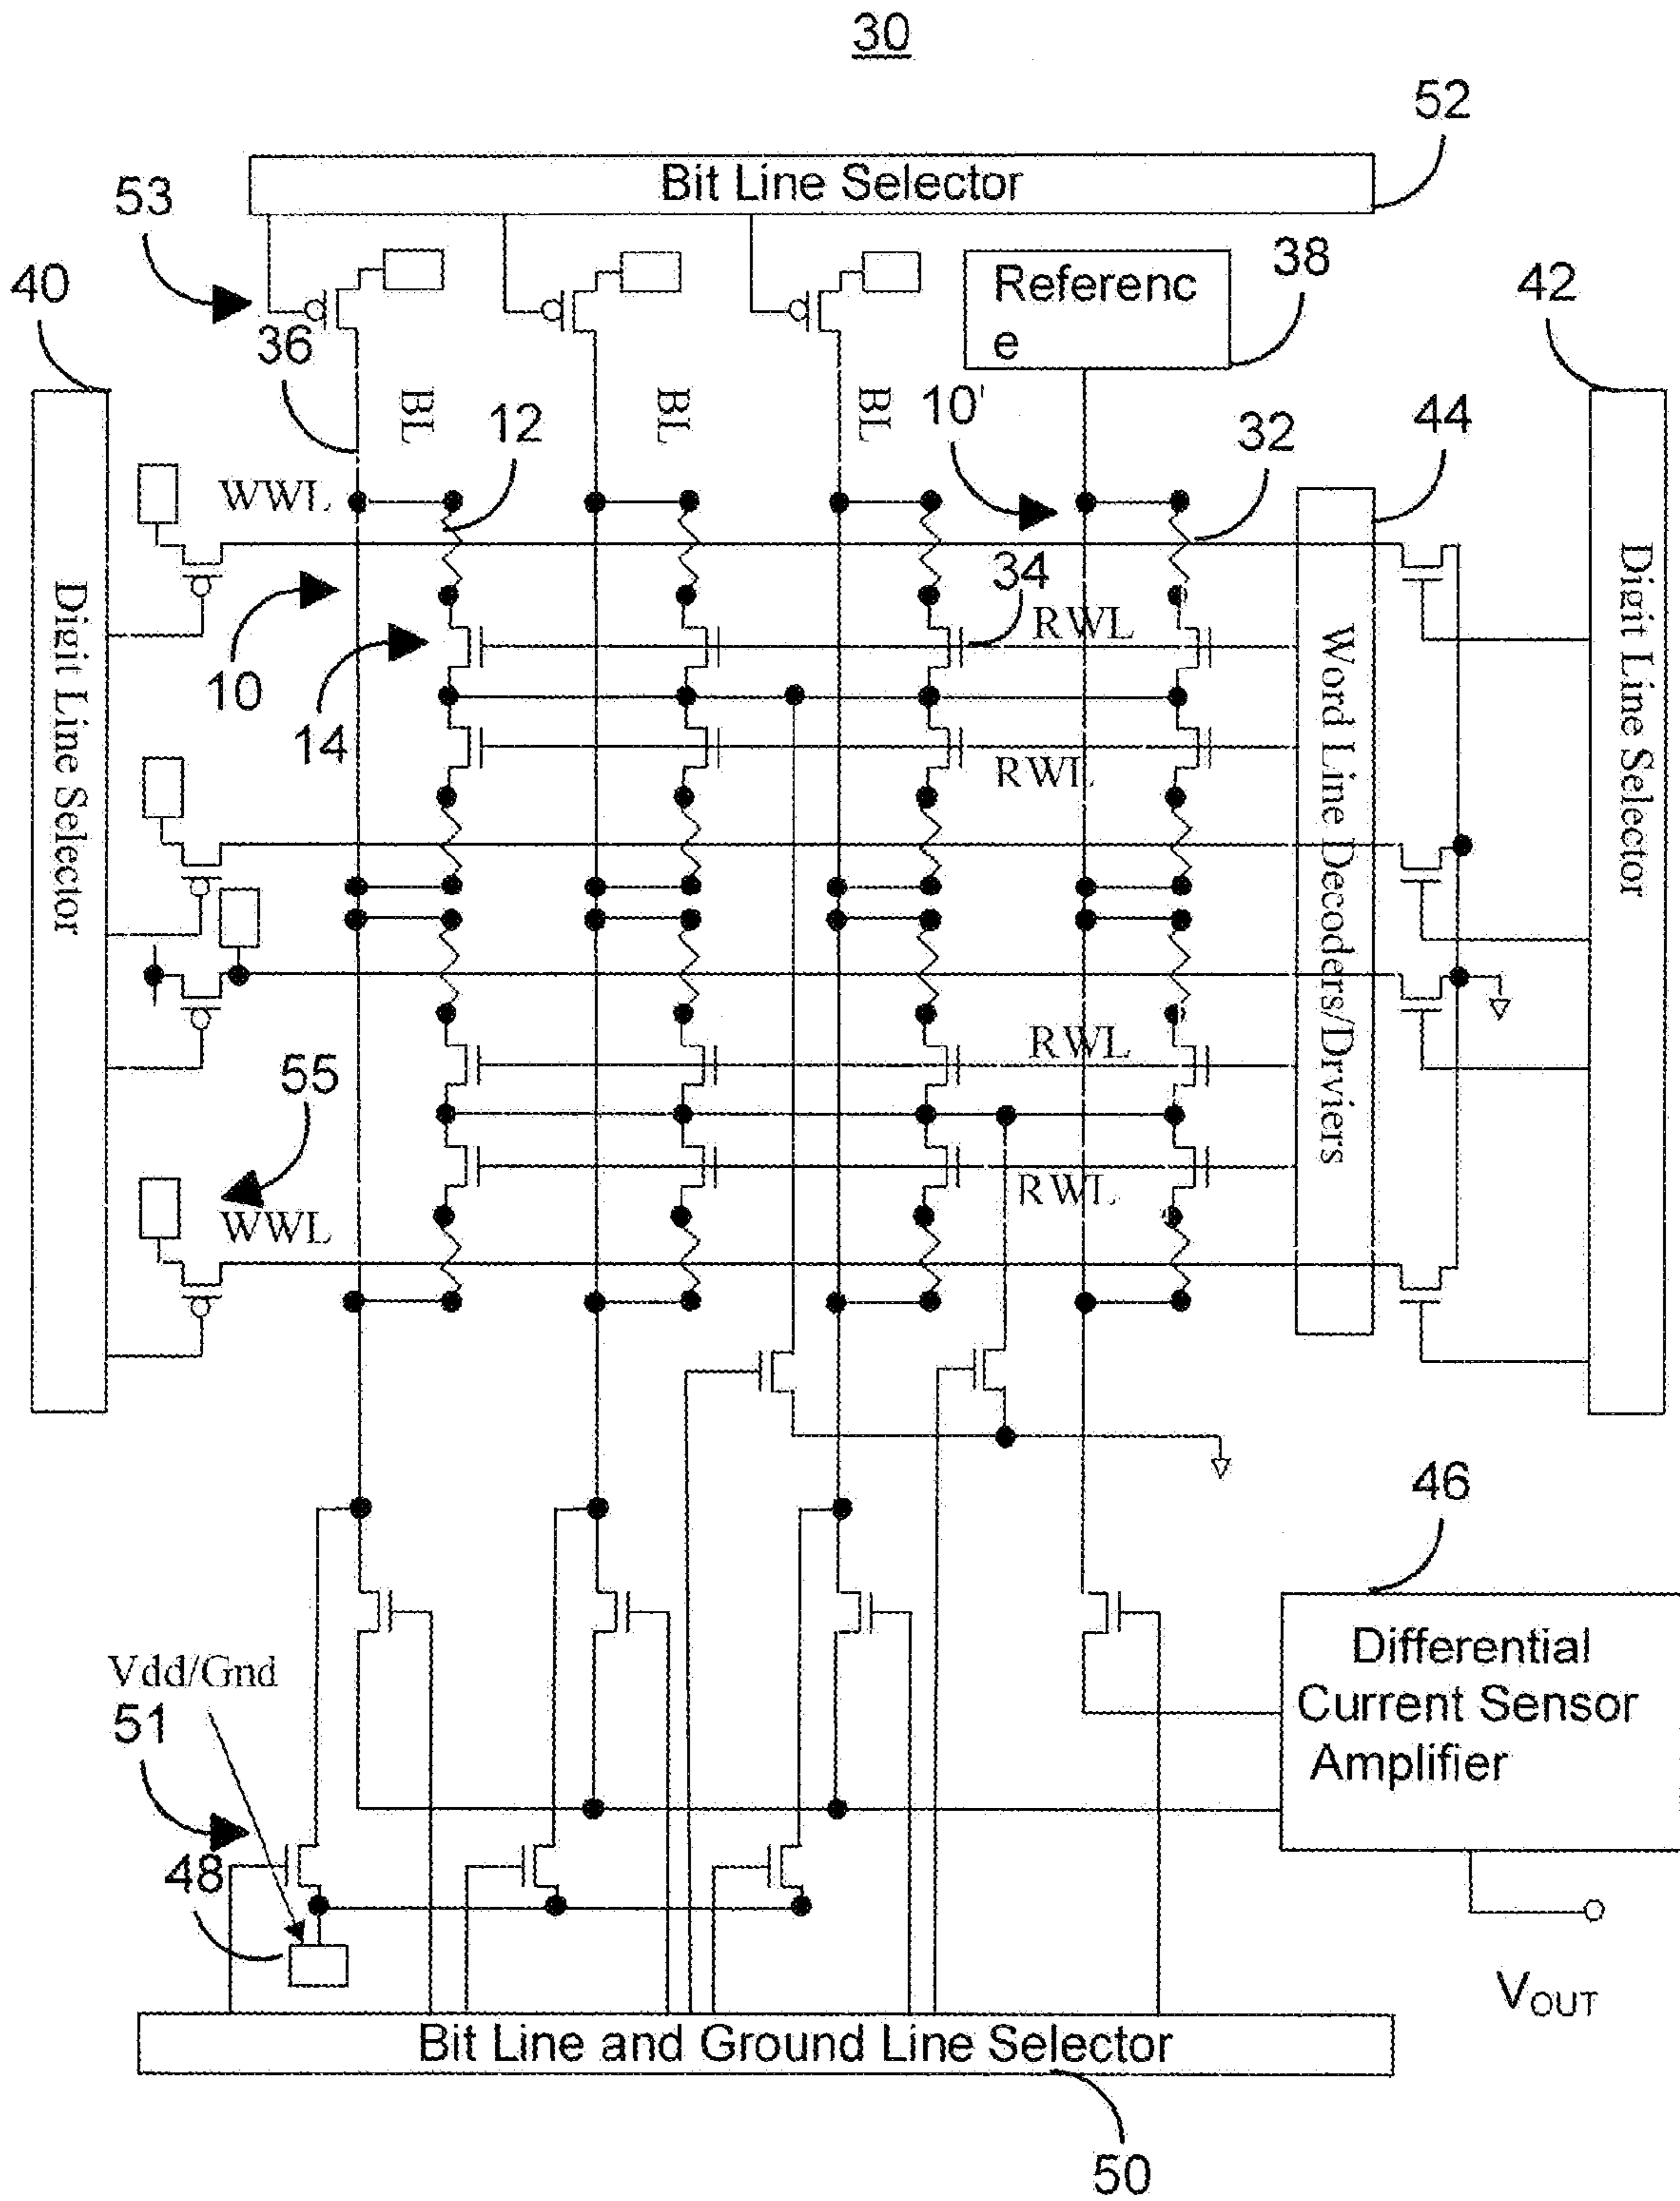 30
52
Bit Line Selector
53
40
38
Referenc
e
42
36
BL
BL
BL
10'
12
32
44
WWL
34
RWL
10
14
RWL
Digit Line Selector
Word Line Decoders/Drviers
Digit Line Selector
RWL
55
RWL
WWL
46
Vdd/Gnd
51
Differential
Current Sensor
Amplifier
48
VOUT
Bit Line and Ground Line Selector
50